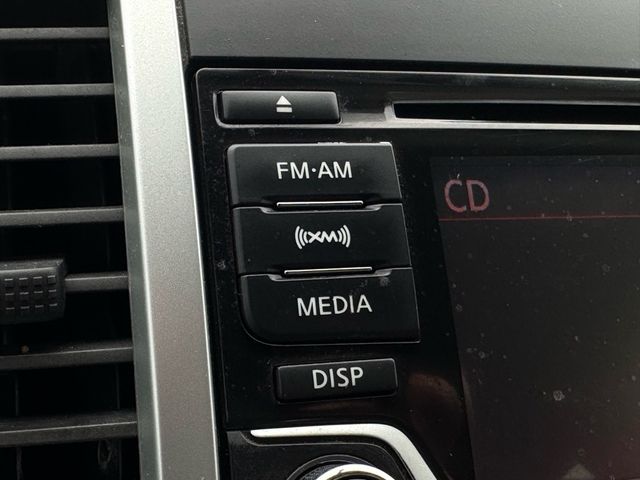 FM·AM
CD
((XM))
MEDIA
DISP